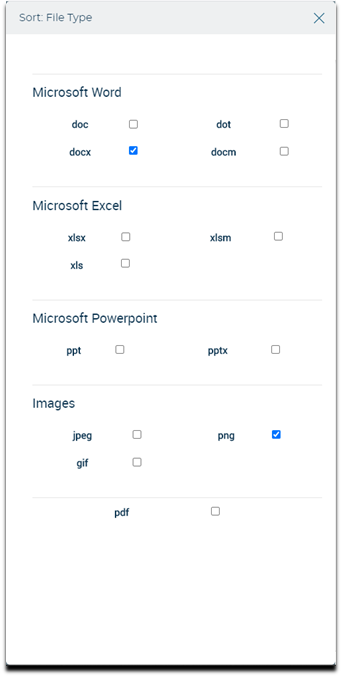 Sort: File Type
Microsoft Word
doc dot
docx docm
Microsoft Excel
xlsx xlsm
xls
Microsoft Powerpoint
ppt pptx
Images
jpeg png
gif
pdf